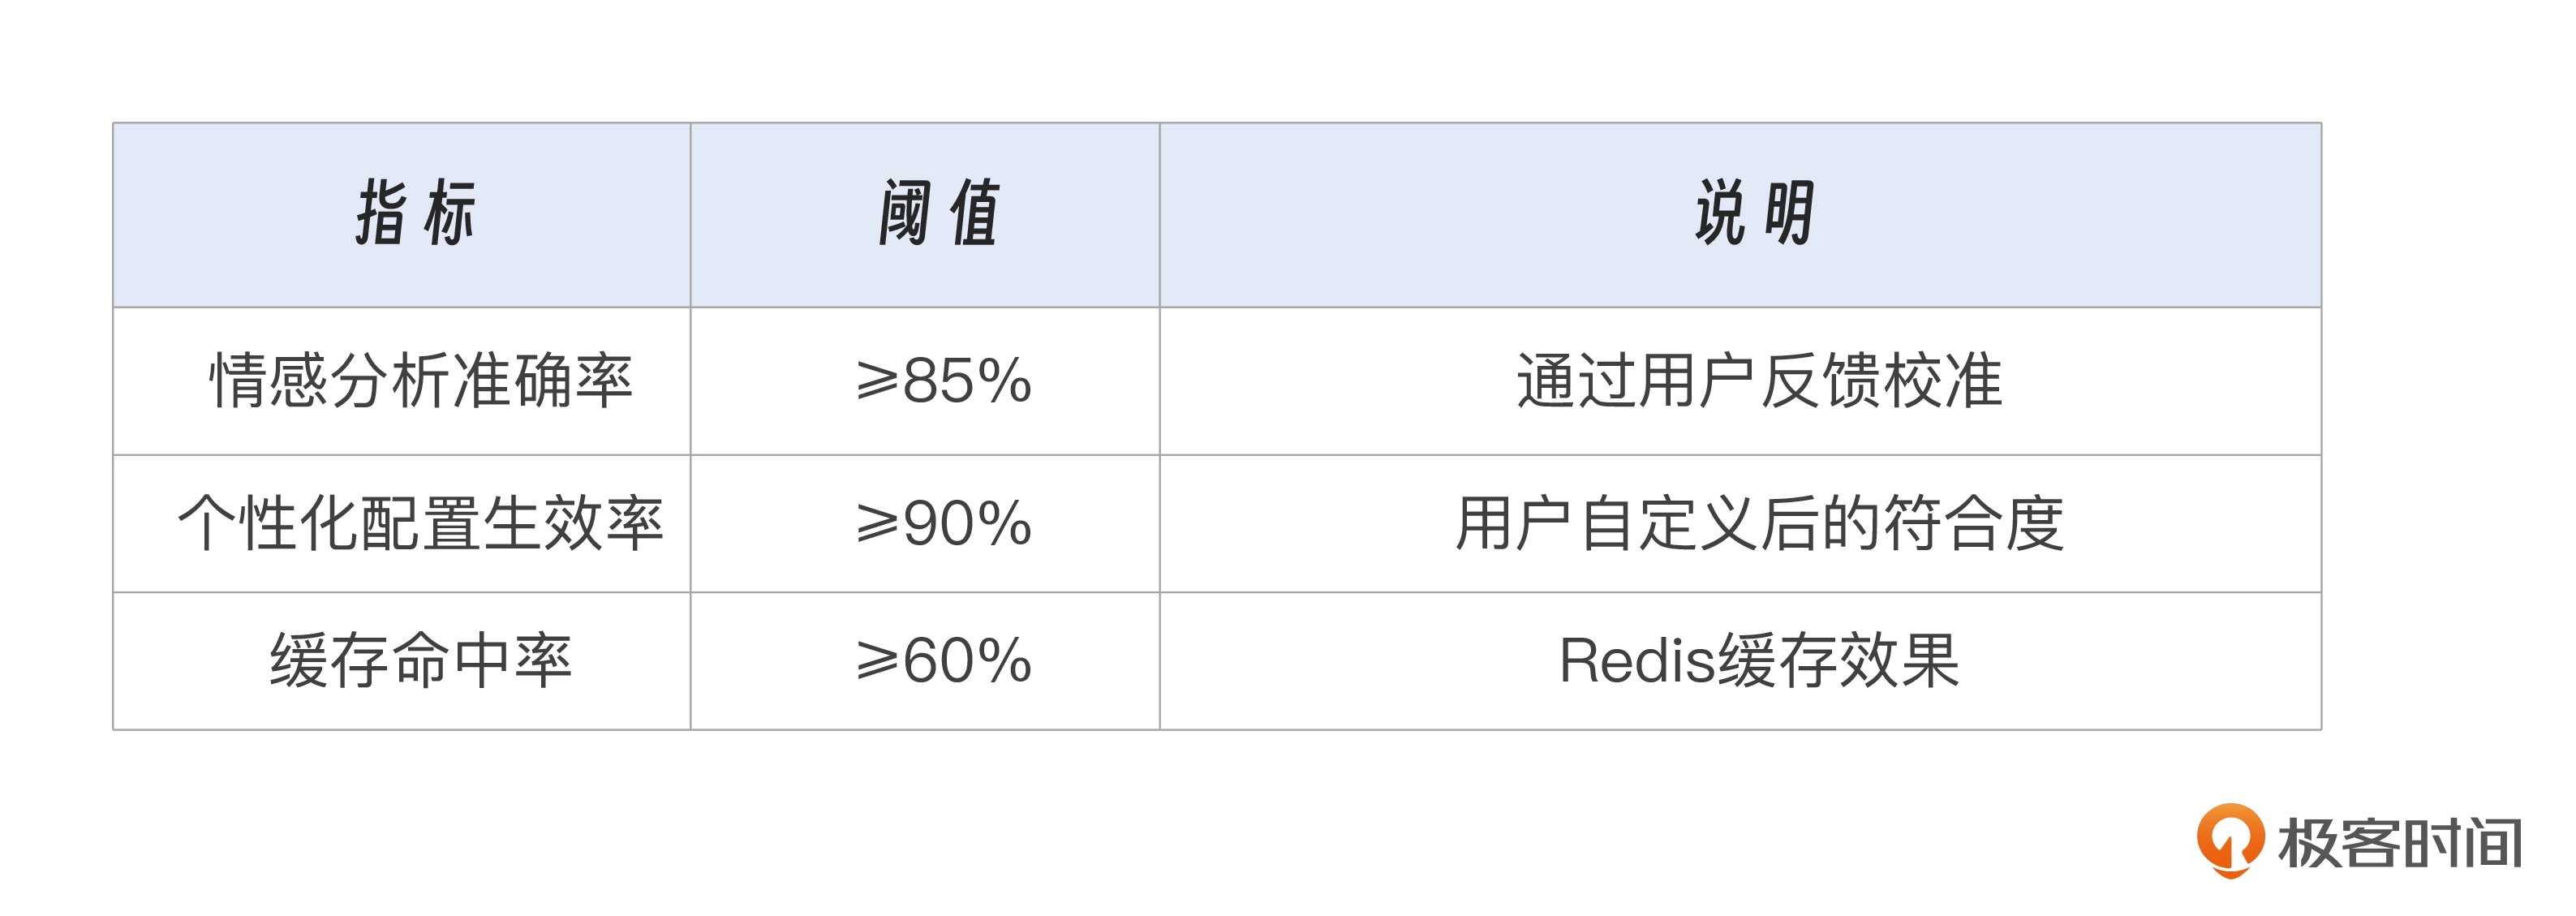 指标 阈值 说明
情感分析准确率 ⩾85% 通过用户反馈校准
个性化配置生效率 ⩾90% 用户自定义后的符合度
缓存命中率 ⩾60% Redis缓存效果
极客时间